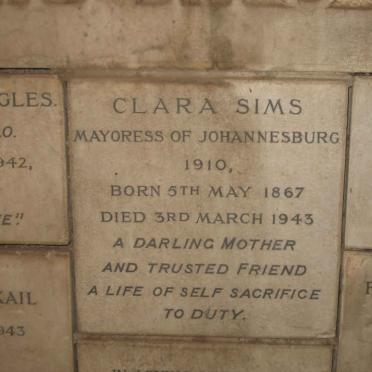 GLES.
O.
942,
E."
CLARA SIMS
MAYORESS OF JOHANNESBURG
1910,
BORN 5TH MAY 1867
DIED 3RD MARCH 1943
A DARLING MOTHER
AND TRUSTED FRIEND
A LIFE OF SELF SACRIFICE
TO DUTY.
KAIL
943